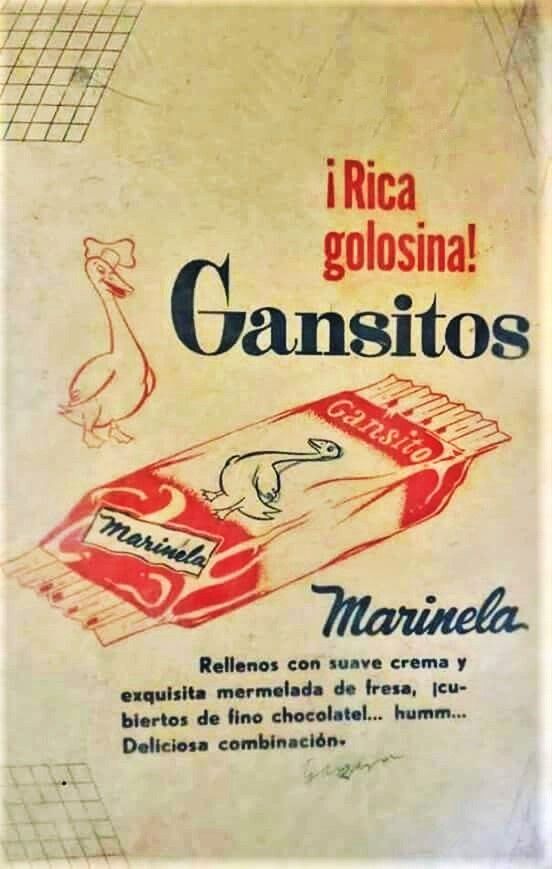 ¡Rica
golosina!
Gansitos
Gansito
Marinela
Marinela
Rellenos con suave crema y
exquisita mermelada de fresa, ¡cu-
biertos de fino chocolate!... humm...
Deliciosa combinación.